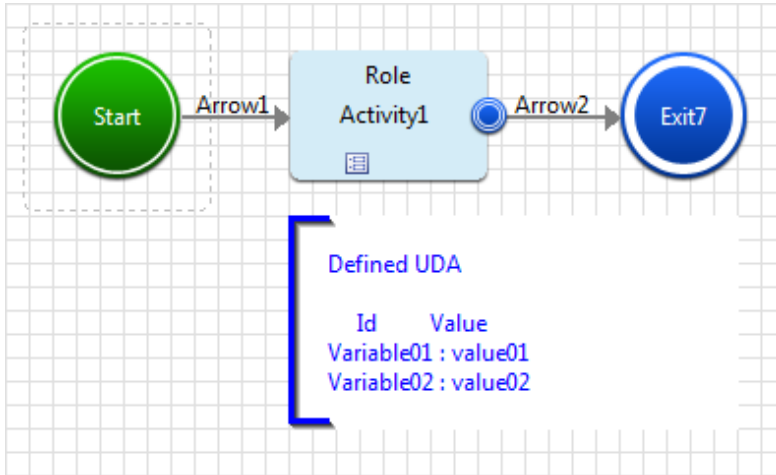 Role
Start
Arrow1
Activity1
Arrow2
Exit7
Defined UDA
Id Value
Variable01 : value01
Variable02 : value02